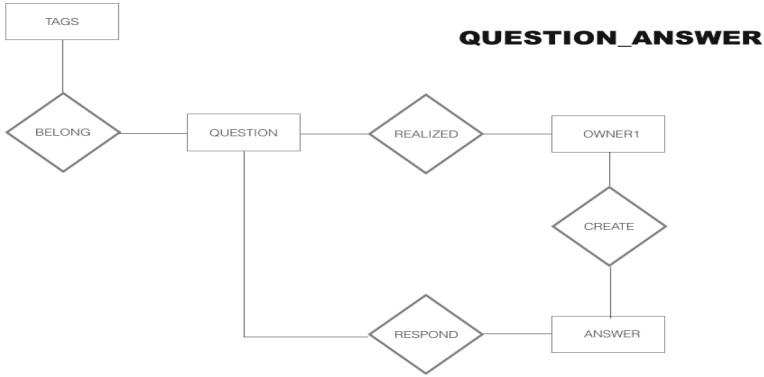 TAGS
QUESTION_ANSWER
BELONG
QUESTION
REALIZED
OWNER1
CREATE
RESPOND
ANSWER